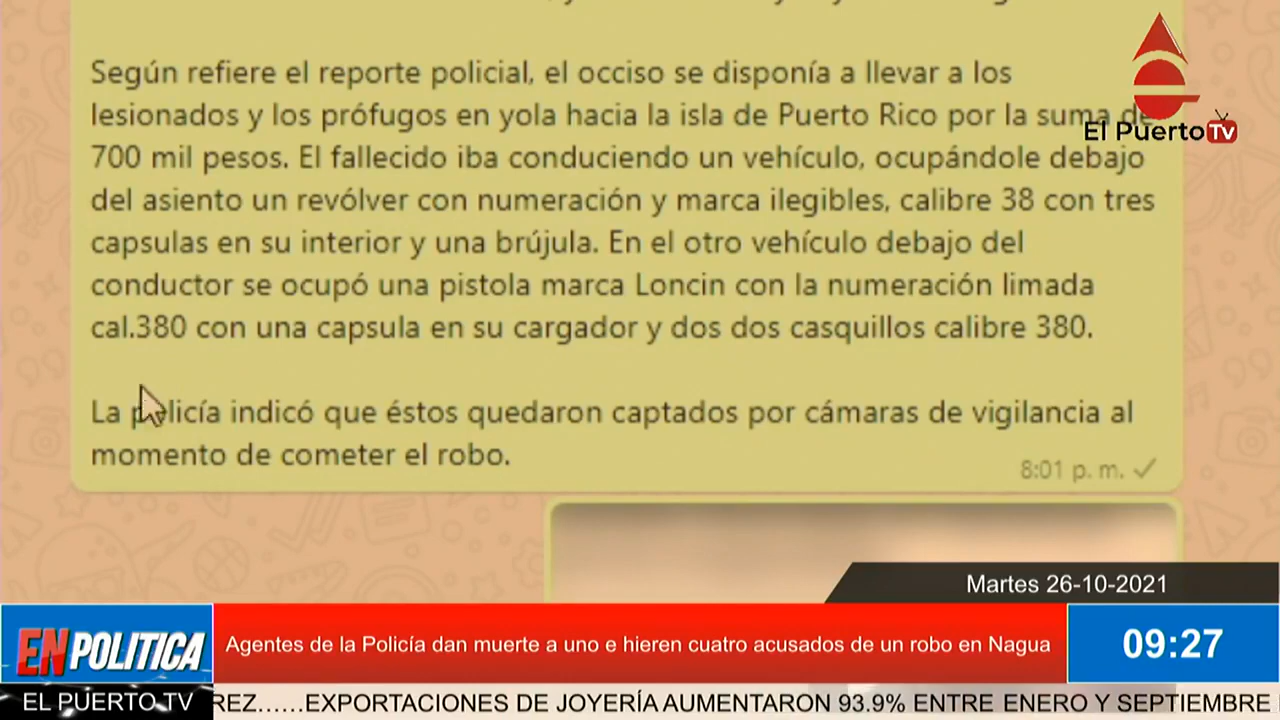 Según refiere el reporte policial, el occiso se disponía a llevar a los
lesionados y los prófugos en yola hacia la isla de Puerto Rico por la suma de
700 mil pesos. El fallecido iba conduciendo un vehículo, ocupándole debajo
del asiento un revólver con numeración y marca ilegibles, calibre 38 con tres
capsulas en su interior y una brújula. En el otro vehículo debajo del
conductor se ocupó una pistola marca Loncin con la numeración limada
cal.380 con una capsula en su cargador y dos dos casquillos calibre 380.
La policía indicó que éstos quedaron captados por cámaras de vigilancia al
momento de cometer el robo.
8:01 p. m.
El Puerto TV
Martes 26-10-2021
EN POLITICA
Agentes de la Policía dan muerte a uno e hieren cuatro acusados de un robo en Nagua
09:27
EL PUERTO TV
REZ......EXPORTACIONES DE JOYERÍA AUMENTARON 93.9% ENTRE ENERO Y SEPTIEMBRE